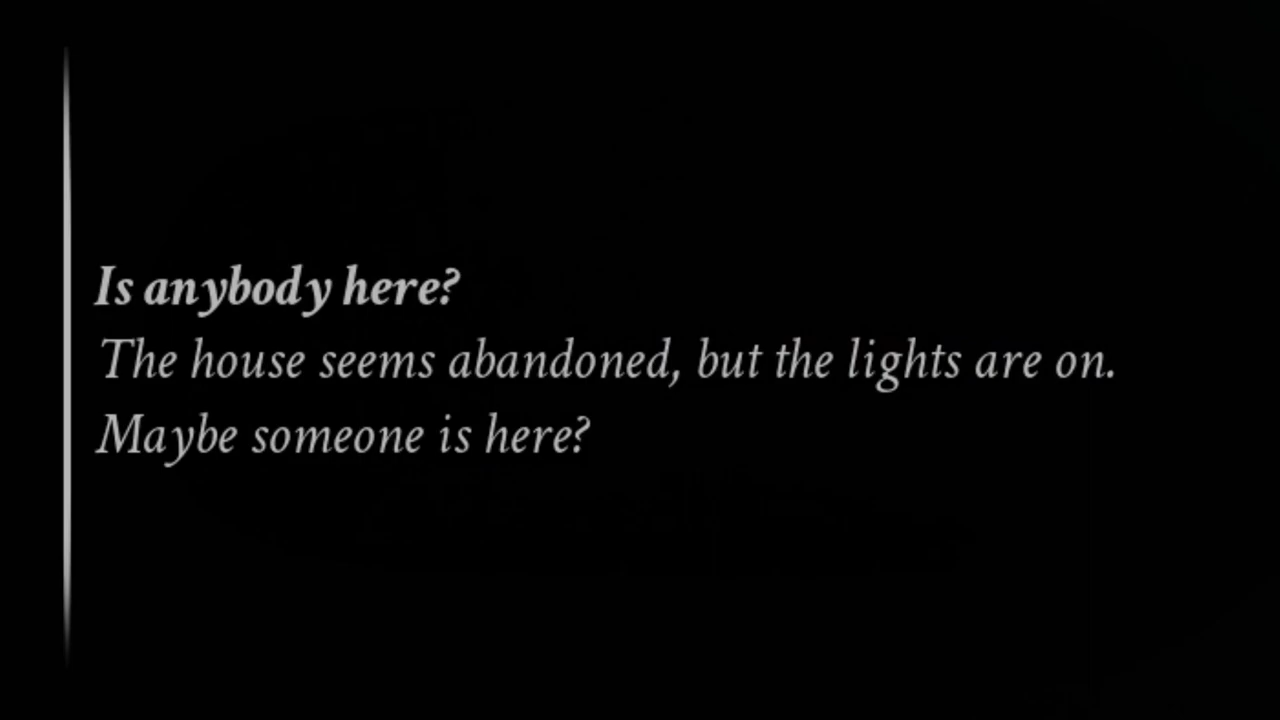 Is anybody here?
The house seems abandoned, but the lights are on.
Maybe someone is here?